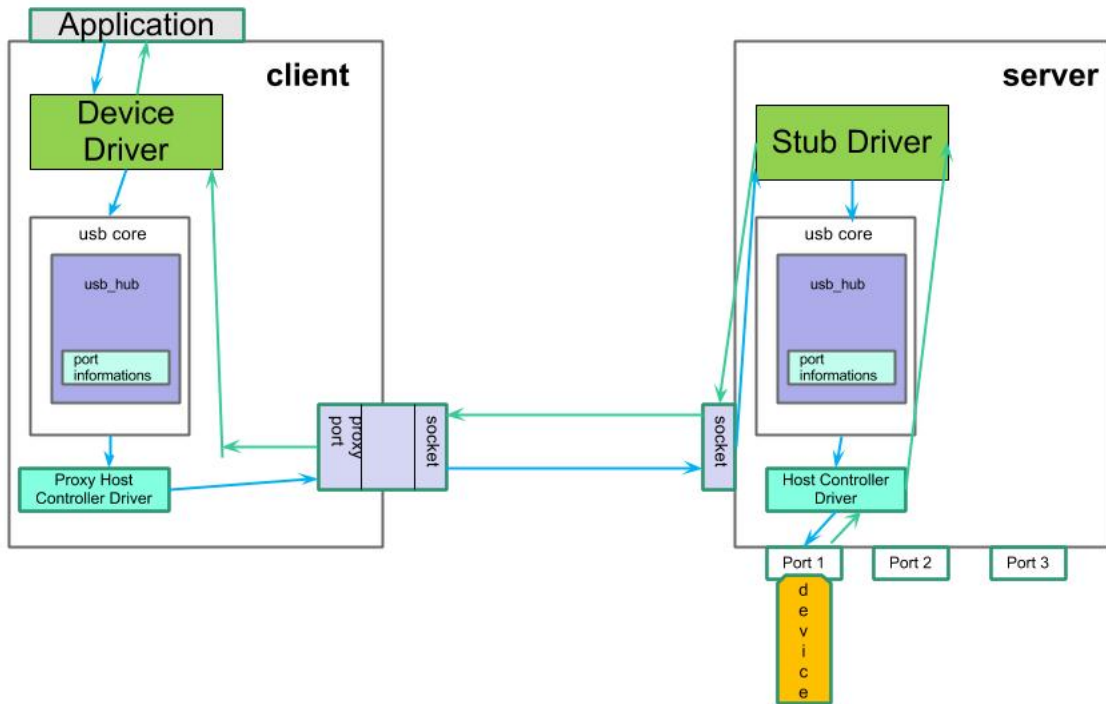 Application
client
Device
Driver
usb core
usb_hub
port
informations
Proxy Host
Controller Driver
proxy
port
socket
server
Stub Driver
usb core
usb_hub
port
informations
socket
Host Controller
Driver
Port 1
Port 2
Port 3
device